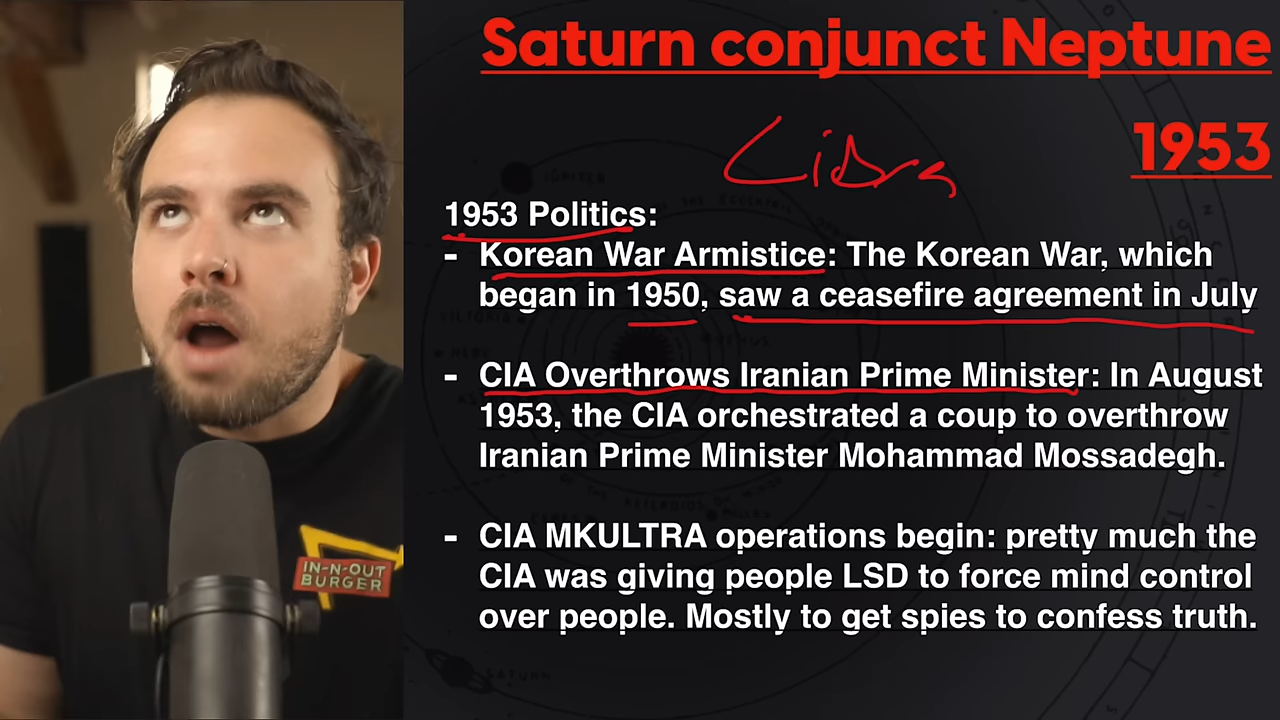 Saturn conjunct Neptune
1953
Libra
1953 Politics:
- Korean War Armistice: The Korean War, which
began in 1950, saw a ceasefire agreement in July
- CIA Overthrows Iranian Prime Minister: In August
1953, the CIA orchestrated a coup to overthrow
Iranian Prime Minister Mohammad Mossadegh.
- CIA MKULTRA operations begin: pretty much the
CIA was giving people LSD to force mind control
over people. Mostly to get spies to confess truth.
IN-N-OUT
BURGER
SATURN